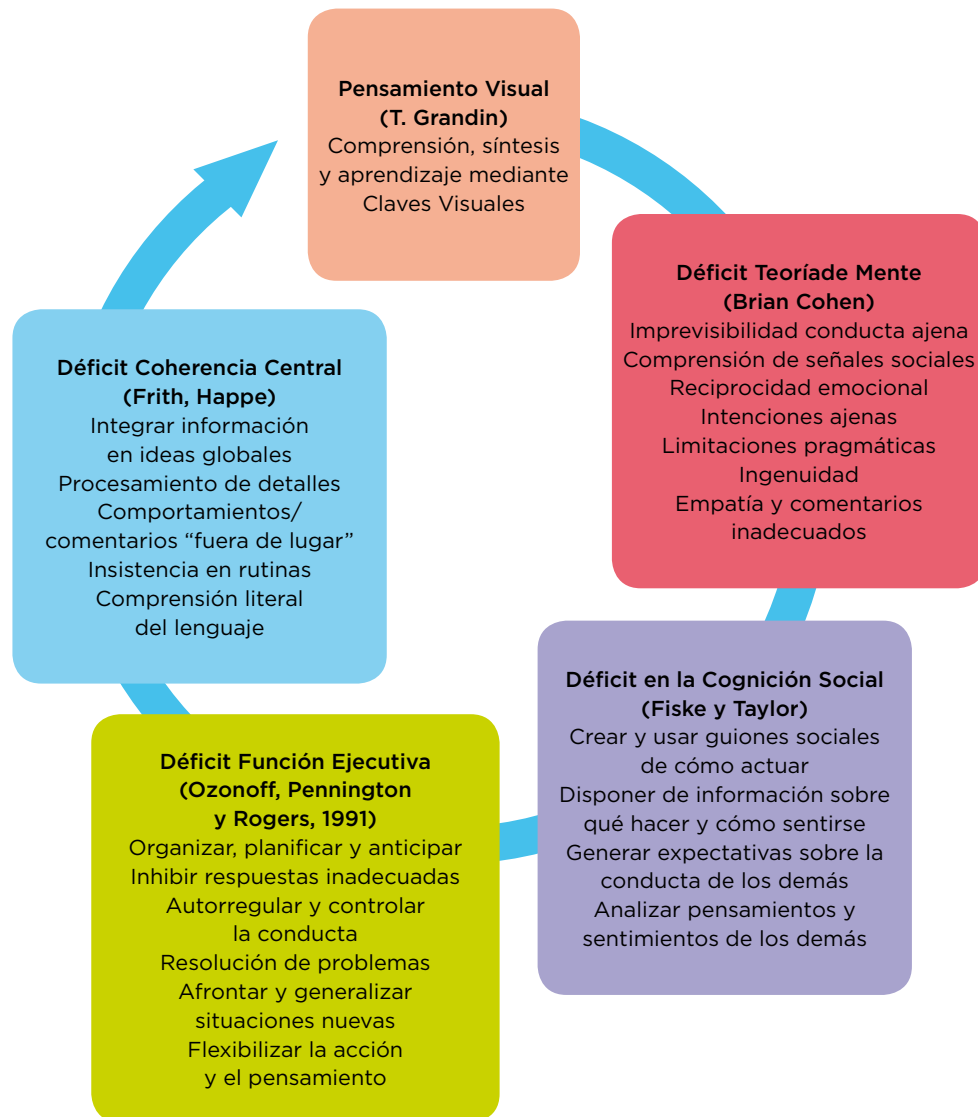 Pensamiento Visual
(T. Grandin)
Comprensión, síntesis
y aprendizaje mediante
Claves Visuales
Déficit Teoríade Mente
(Brian Cohen)
Imprevisibilidad conducta ajena
Comprensión de señales sociales
Reciprocidad emocional
Intenciones ajenas
Limitaciones pragmáticas
Ingenuidad
Empatía y comentarios
inadecuados
Déficit en la Cognición Social
(Fiske y Taylor)
Crear y usar guiones sociales
de cómo actuar
Disponer de información sobre
qué hacer y cómo sentirse
Generar expectativas sobre la
conducta de los demás
Analizar pensamientos y
sentimientos de los demás
Déficit Función Ejecutiva
(Ozonoff, Pennington
y Rogers, 1991)
Organizar, planificar y anticipar
Inhibir respuestas inadecuadas
Autorregular y controlar
la conducta
Resolución de problemas
Afrontar y generalizar
situaciones nuevas
Flexibilizar la acción
y el pensamiento
Déficit Coherencia Central
(Frith, Happe)
Integrar información
en ideas globales
Procesamiento de detalles
Comportamientos/
comentarios “fuera de lugar”
Insistencia en rutinas
Comprensión literal
del lenguaje